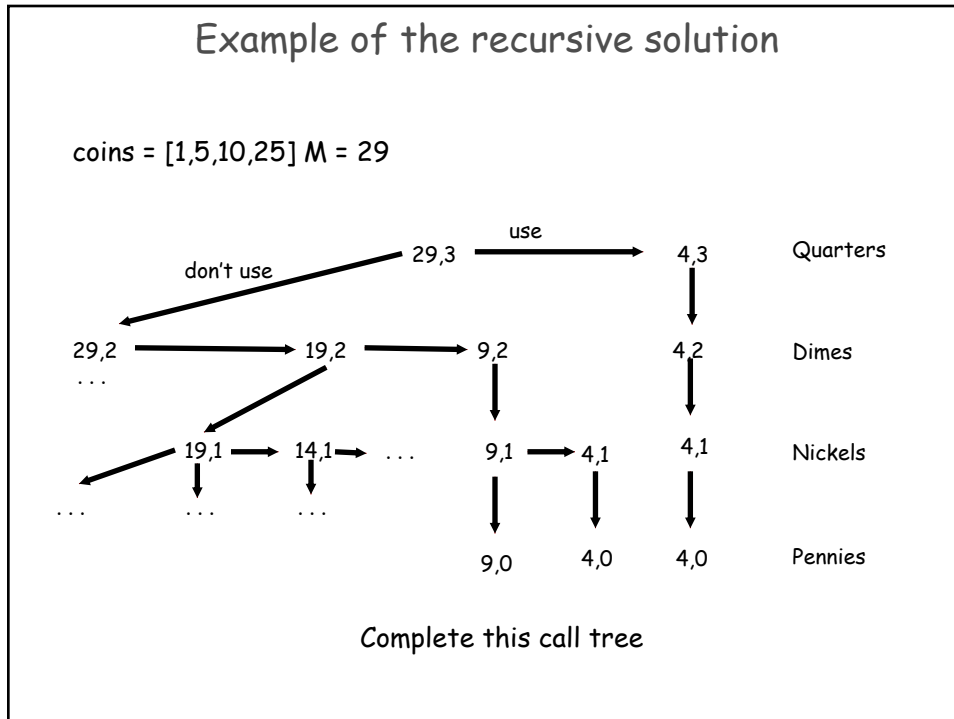 Example of the recursive solution
coins = [1,5,10,25] M = 29
use
29,3 4,3 Quarters
don't use
29,2 19,2 9,2 4,2 Dimes
. . .
19,1 14,1 . . . 9,1 4,1 4,1 Nickels
. . . . . . . . .
9,0 4,0 4,0 Pennies
Complete this call tree